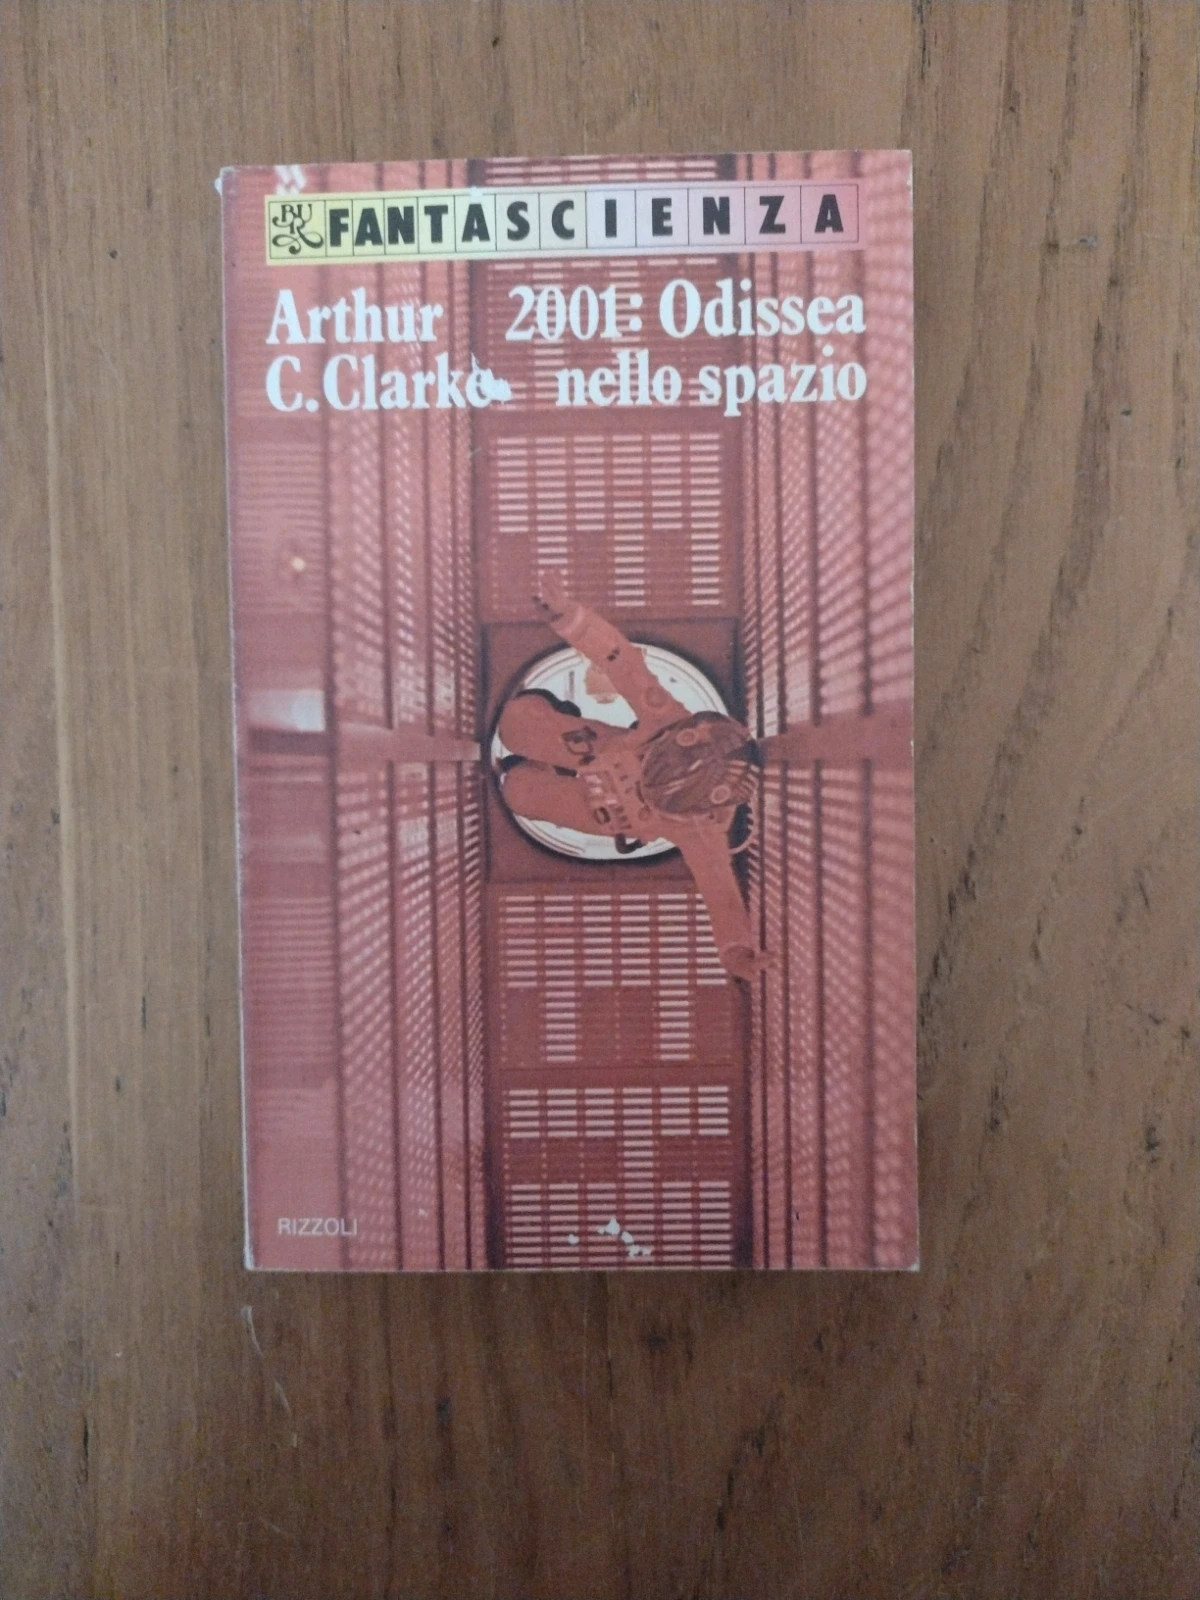 BUR FANTASCIENZA
Arthur
C. Clarke
2001: Odissea
nello spazio
RIZZOLI